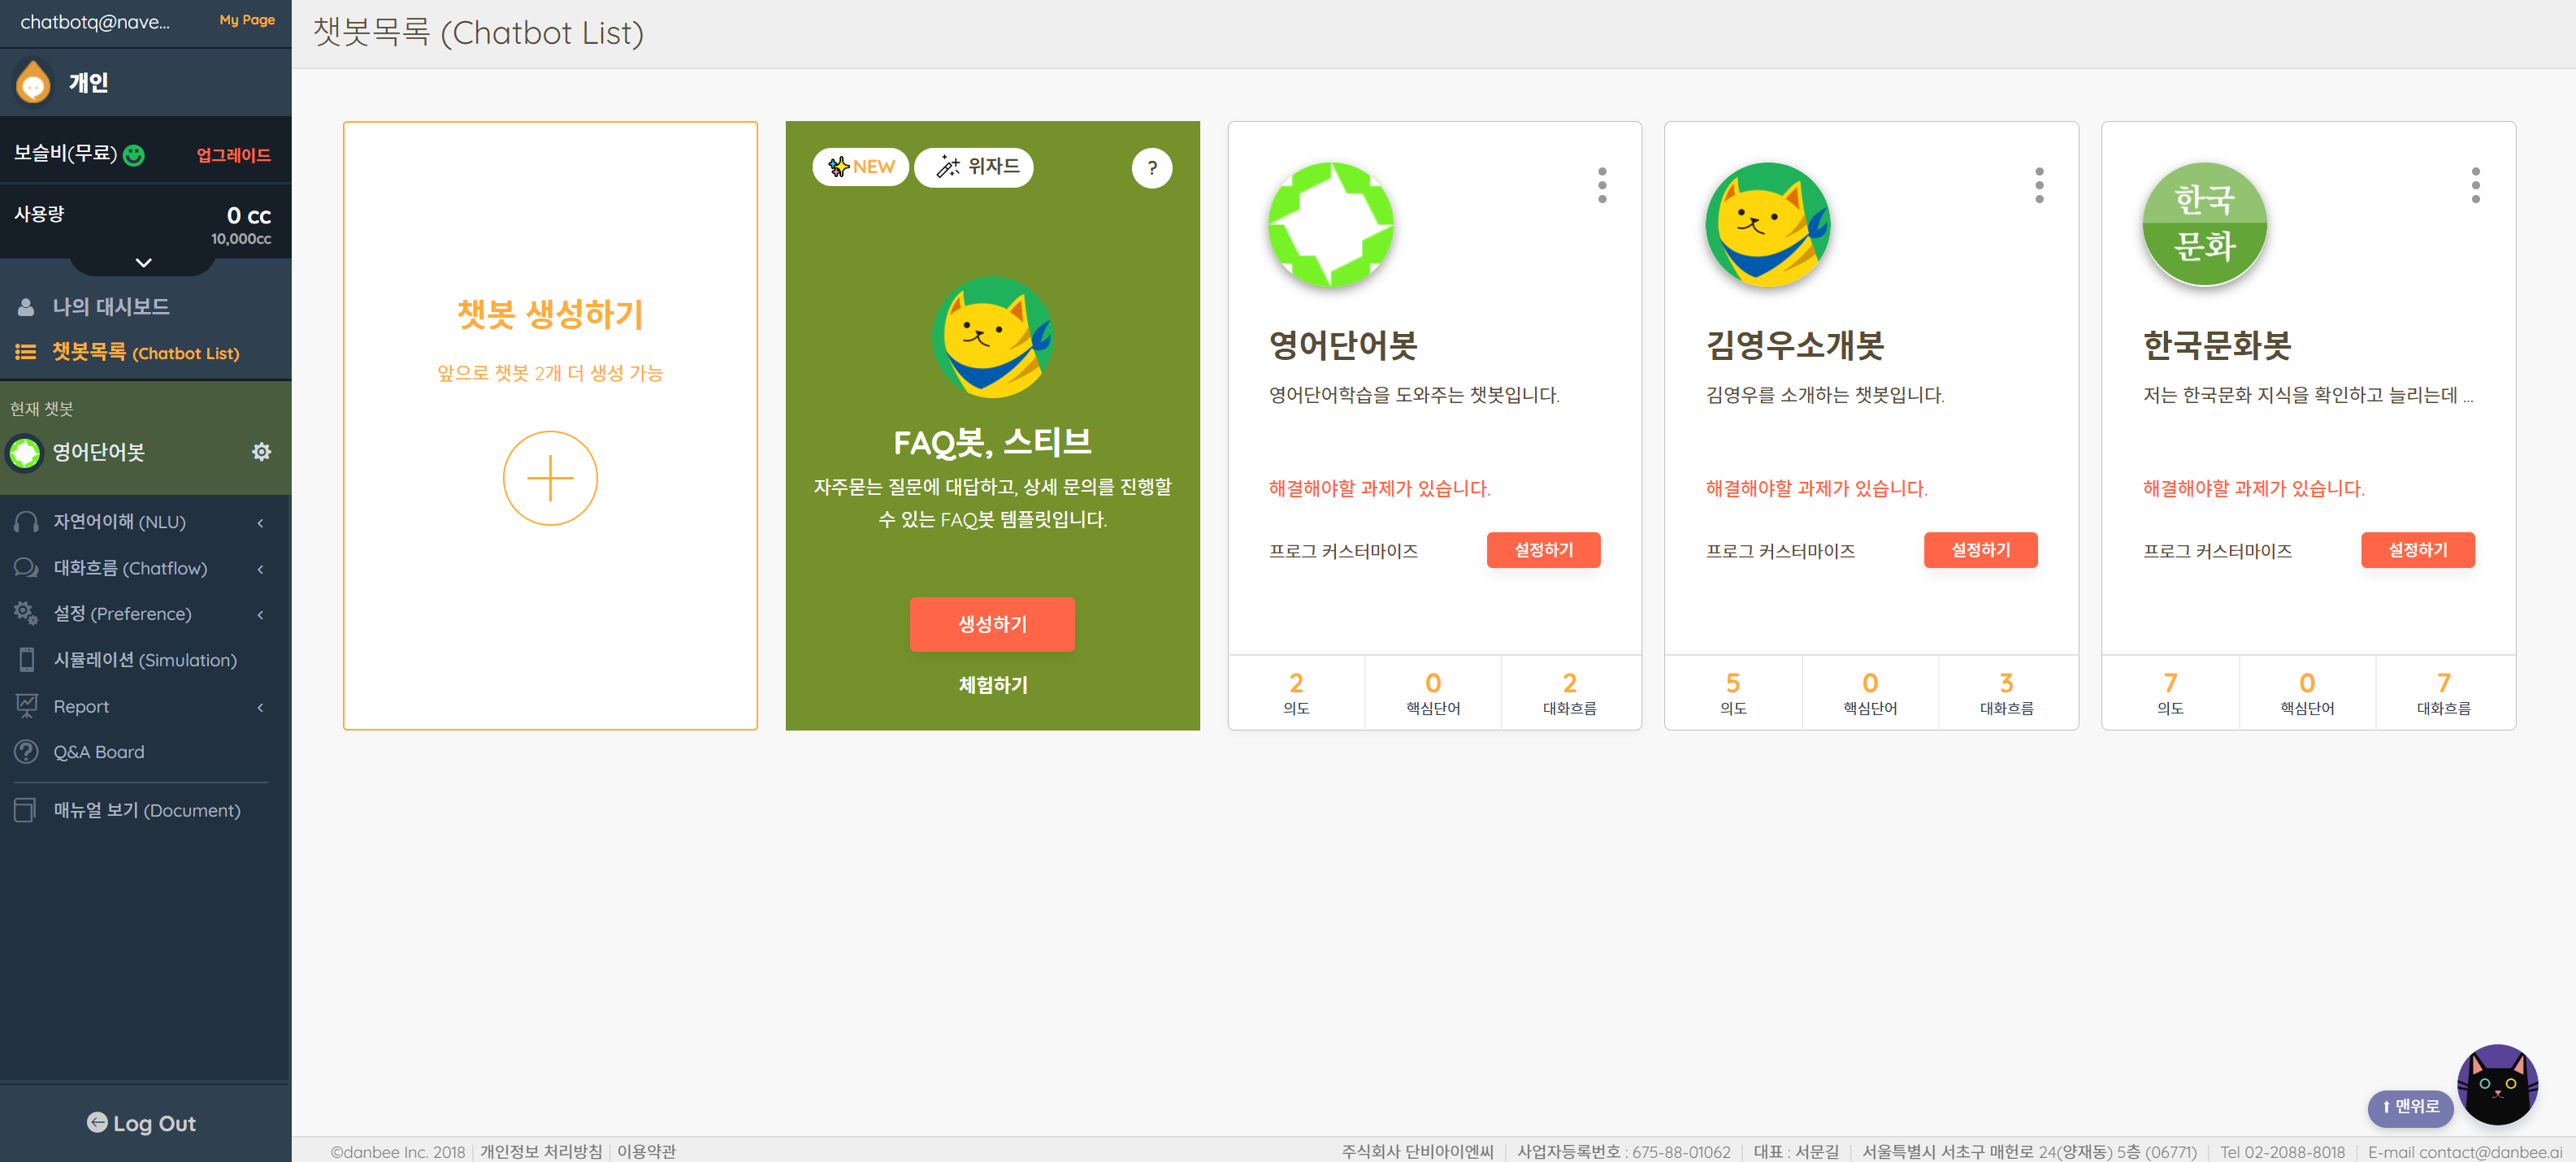 chatbotq@nave...
My Page
개인
보슬비(무료)
업그레이드
사용량
0 cc
10,000cc
나의 대시보드
챗봇목록 (Chatbot List)
현재 챗봇
영어단어봇
자연어이해 (NLU)
대화흐름 (Chatflow)
설정 (Preference)
시뮬레이션 (Simulation)
Report
Q&A Board
매뉴얼 보기 (Document)
Log Out
챗봇목록 (Chatbot List)
챗봇 생성하기
앞으로 챗봇 2개 더 생성 가능
NEW
위자드
?
FAQ봇, 스티브
자주묻는 질문에 대답하고, 상세 문의를 진행할
수 있는 FAQ봇 템플릿입니다.
생성하기
체험하기
영어단어봇
영어단어학습을 도와주는 챗봇입니다.
해결해야할 과제가 있습니다.
프로그 커스터마이즈
설정하기
2
의도
0
핵심단어
2
대화흐름
김영우소개봇
김영우를 소개하는 챗봇입니다.
해결해야할 과제가 있습니다.
프로그 커스터마이즈
설정하기
5
의도
0
핵심단어
3
대화흐름
한국
문화
한국문화봇
저는 한국문화 지식을 확인하고 늘리는데 ...
해결해야할 과제가 있습니다.
프로그 커스터마이즈
설정하기
7
의도
0
핵심단어
7
대화흐름
맨위로
©danbee Inc. 2018 | 개인정보 처리방침 | 이용약관
주식회사 단비아이엔씨 | 사업자등록번호 : 675-88-01062 | 대표 : 서문길 | 서울특별시 서초구 매헌로 24(양재동) 5층 (06771) | Tel 02-2088-8018 | E-mail contact@danbee.ai